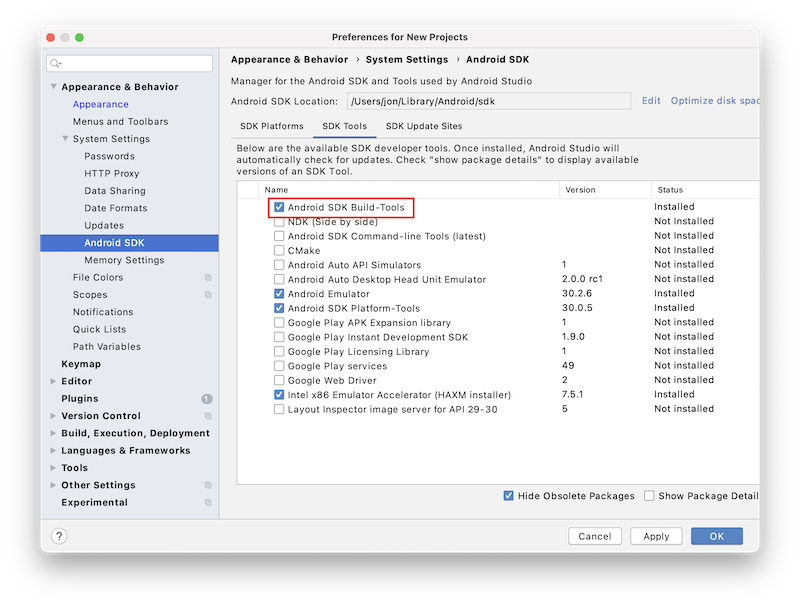 Preferences for New Projects
Appearance & Behavior
Appearance
Menus and Toolbars
System Settings
Passwords
HTTP Proxy
Data Sharing
Date Formats
Updates
Android SDK
Memory Settings
File Colors
Scopes
Notifications
Quick Lists
Path Variables
Keymap
Editor
Plugins 1
Version Control
Build, Execution, Deployment
Languages & Frameworks
Tools
Other Settings
Experimental
Appearance & Behavior › System Settings › Android SDK
Manager for the Android SDK and Tools used by Android Studio
Android SDK Location: /Users/jon/Library/Android/sdk Edit Optimize disk spac
SDK Platforms SDK Tools SDK Update Sites
Below are the available SDK developer tools. Once installed, Android Studio will
automatically check for updates. Check "show package details" to display available
versions of an SDK Tool.
Name Version Status
Android SDK Build-Tools Installed
NDK (Side by side) Not Installed
Android SDK Command-line Tools (latest) Not Installed
CMake Not Installed
Android Auto API Simulators 1 Not installed
Android Auto Desktop Head Unit Emulator 2.0.0 rc1 Not installed
Android Emulator 30.2.6 Installed
Android SDK Platform-Tools 30.0.5 Installed
Google Play APK Expansion library 1 Not installed
Google Play Instant Development SDK 1.9.0 Not installed
Google Play Licensing Library 1 Not installed
Google Play services 49 Not installed
Google Web Driver 2 Not installed
Intel x86 Emulator Accelerator (HAXM installer) 7.5.1 Installed
Layout Inspector image server for API 29-30 5 Not installed
Hide Obsolete Packages Show Package Detail
? Cancel Apply OK